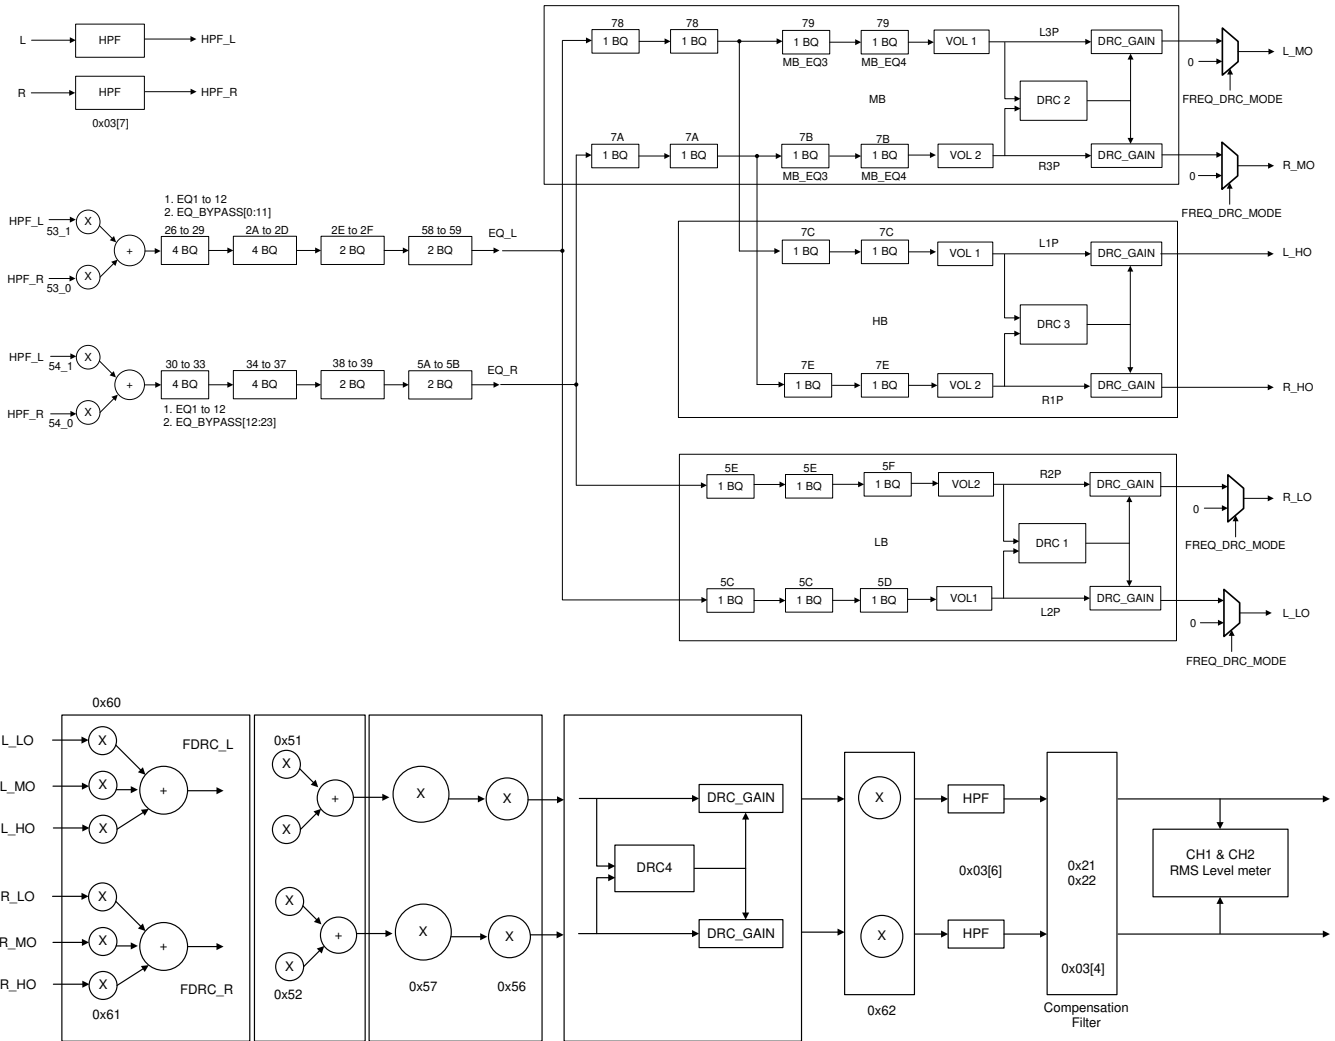 L
HPF
HPF_L
R
HPF
HPF_R
0x03[7]
78
78
79
79
1 BQ
1 BQ
1 BQ
1 BQ
VOL 1
L3P
DRC_GAIN
MB_EQ3
MB_EQ4
0
L_MO
FREQ_DRC_MODE
MB
DRC 2
7A
7A
7B
7B
1 BQ
1 BQ
1 BQ
1 BQ
VOL 2
R3P
DRC_GAIN
MB_EQ3
MB_EQ4
0
R_MO
FREQ_DRC_MODE
1. EQ1 to 12
2. EQ_BYPASS[0:11]
HPF_L
53_1
X
+
HPF_R
53_0
X
26 to 29
2A to 2D
2E to 2F
58 to 59
4 BQ
4 BQ
2 BQ
2 BQ
EQ_L
7C
7C
1 BQ
1 BQ
VOL 1
L1P
DRC_GAIN
L_HO
HB
DRC 3
HPF_L
54_1
X
+
HPF_R
54_0
X
30 to 33
34 to 37
38 to 39
5A to 5B
4 BQ
4 BQ
2 BQ
2 BQ
EQ_R
1. EQ1 to 12
2. EQ_BYPASS[12:23]
7E
7E
1 BQ
1 BQ
VOL 2
R1P
DRC_GAIN
R_HO
5E
5E
5F
1 BQ
1 BQ
1 BQ
VOL2
R2P
DRC_GAIN
0
R_LO
FREQ_DRC_MODE
LB
DRC 1
5C
5C
5D
1 BQ
1 BQ
1 BQ
VOL1
L2P
DRC_GAIN
0
L_LO
FREQ_DRC_MODE
0x60
L_LO
X
FDRC_L
L_MO
X
+
L_HO
X
R_LO
X
R_MO
X
+
R_HO
X
FDRC_R
0x61
0x51
X
+
X
X
+
X
0x52
X
X
X
X
0x57
0x56
DRC_GAIN
DRC4
DRC_GAIN
X
X
0x62
HPF
0x03[6]
HPF
0x21
0x22
0x03[4]
Compensation
Filter
CH1 & CH2
RMS Level meter